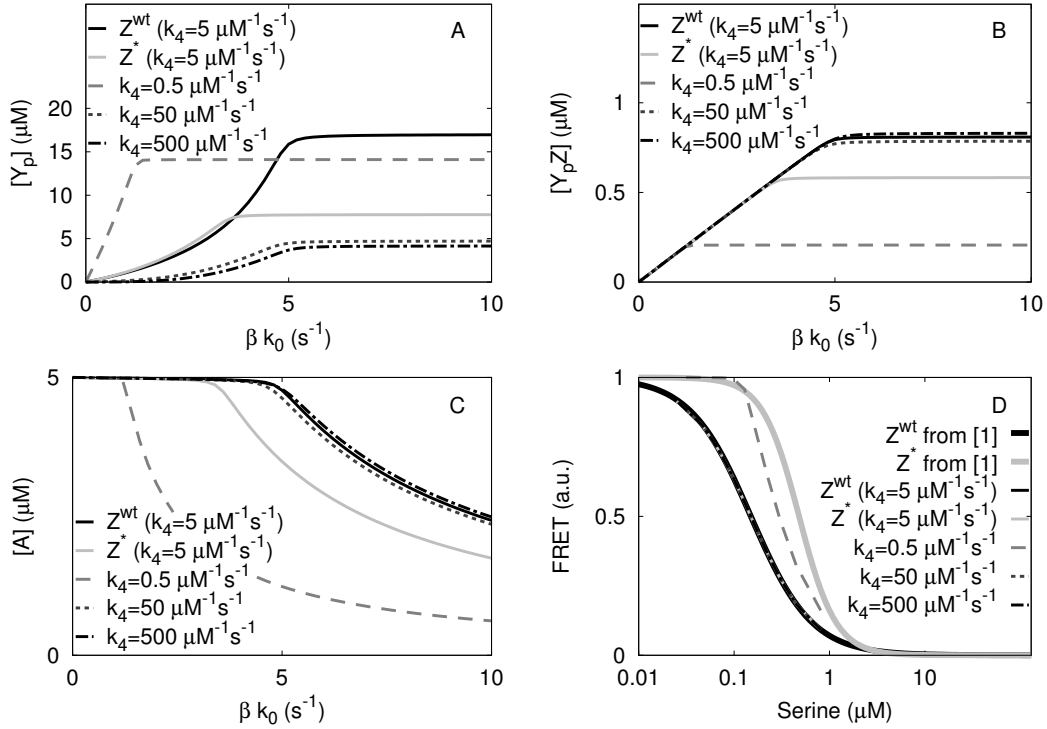 A
Z^wt (k₄=5 μM⁻¹s⁻¹)
Z^* (k₄=5 μM⁻¹s⁻¹)
k₄=0.5 μM⁻¹s⁻¹
k₄=50 μM⁻¹s⁻¹
k₄=500 μM⁻¹s⁻¹
[Yₚ] (μM)
20
15
10
5
0
0 5 10
β k₀ (s⁻¹)
B
Z^wt (k₄=5 μM⁻¹s⁻¹)
Z^* (k₄=5 μM⁻¹s⁻¹)
k₄=0.5 μM⁻¹s⁻¹
k₄=50 μM⁻¹s⁻¹
k₄=500 μM⁻¹s⁻¹
[YₚZ] (μM)
1
0.5
0
0 5 10
β k₀ (s⁻¹)
C
Z^wt (k₄=5 μM⁻¹s⁻¹)
Z^* (k₄=5 μM⁻¹s⁻¹)
k₄=0.5 μM⁻¹s⁻¹
k₄=50 μM⁻¹s⁻¹
k₄=500 μM⁻¹s⁻¹
[A] (μM)
5
0
0 5 10
β k₀ (s⁻¹)
D
Z^wt from [1]
Z^* from [1]
Z^wt (k₄=5 μM⁻¹s⁻¹)
Z^* (k₄=5 μM⁻¹s⁻¹)
k₄=0.5 μM⁻¹s⁻¹
k₄=50 μM⁻¹s⁻¹
k₄=500 μM⁻¹s⁻¹
FRET (a.u.)
1
0.5
0
0.01 0.1 1 10
Serine (μM)